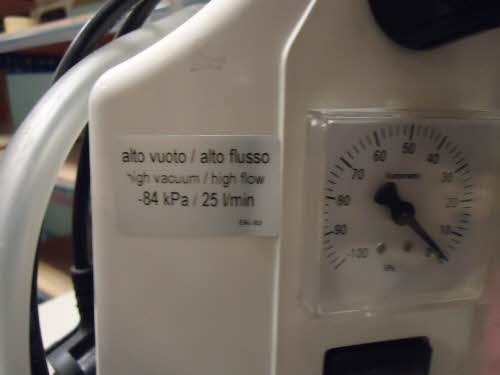 alto vuoto / alto flusso
high vacuum / high flow
-84 kPa / 25 l/min
50
60
40
70
30
20
-90
10
-100
kPa